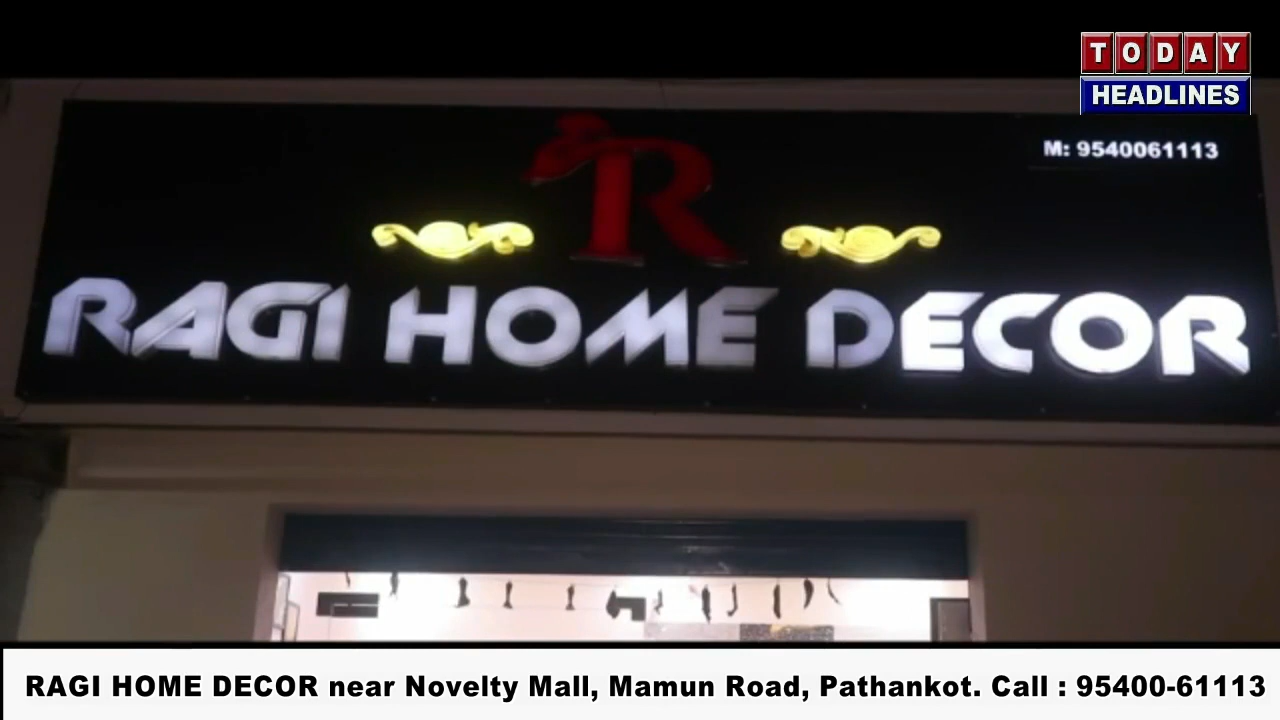 TODAY
HEADLINES
M: 9540061113
R
RAGI HOME DECOR
RAGI HOME DECOR near Novelty Mall, Mamun Road, Pathankot. Call : 95400-61113